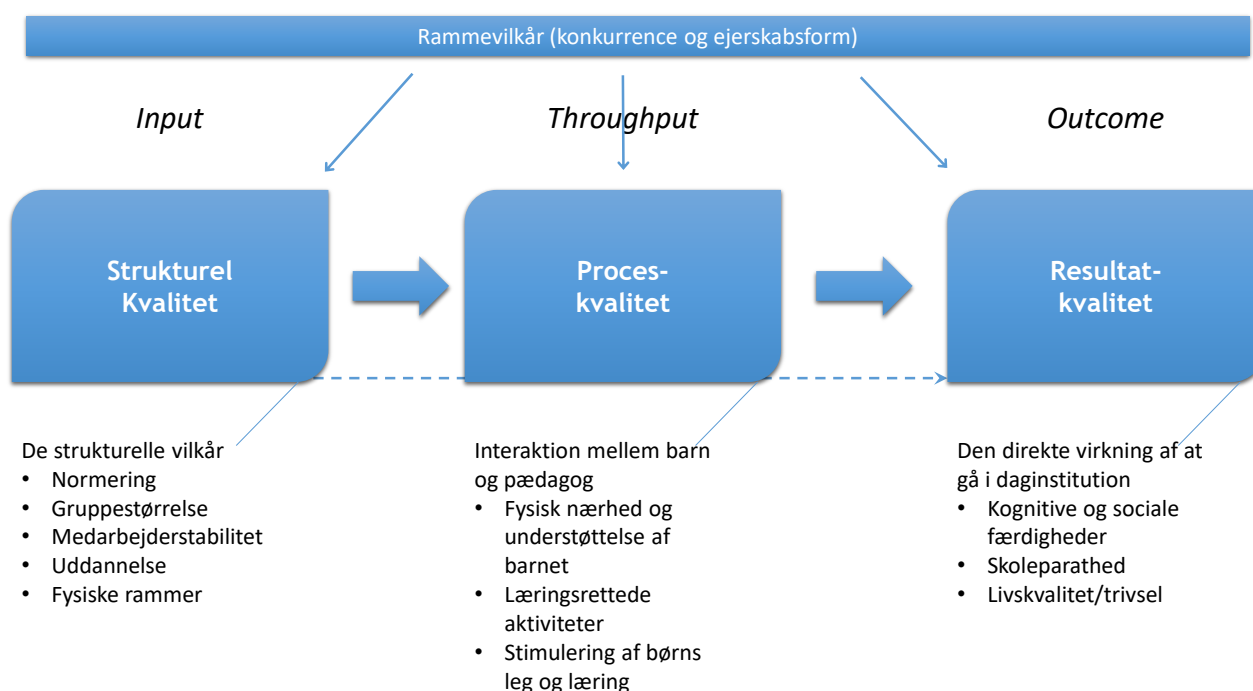 Rammevilkår (konkurrence og ejerskabsform)
Input
Throughput
Outcome
Strukturel
Kvalitet
Proces-
kvalitet
Resultat-
kvalitet
De strukturelle vilkår
• Normering
• Gruppestørrelse
• Medarbejderstabilitet
• Uddannelse
• Fysiske rammer
Interaktion mellem barn
og pædagog
• Fysisk nærhed og
understøttelse af
barnet
• Læringsrettede
aktiviteter
• Stimulering af børns
leg og læring
Den direkte virkning af at
gå i daginstitution
• Kognitive og sociale
færdigheder
• Skoleparathed
• Livskvalitet/trivsel